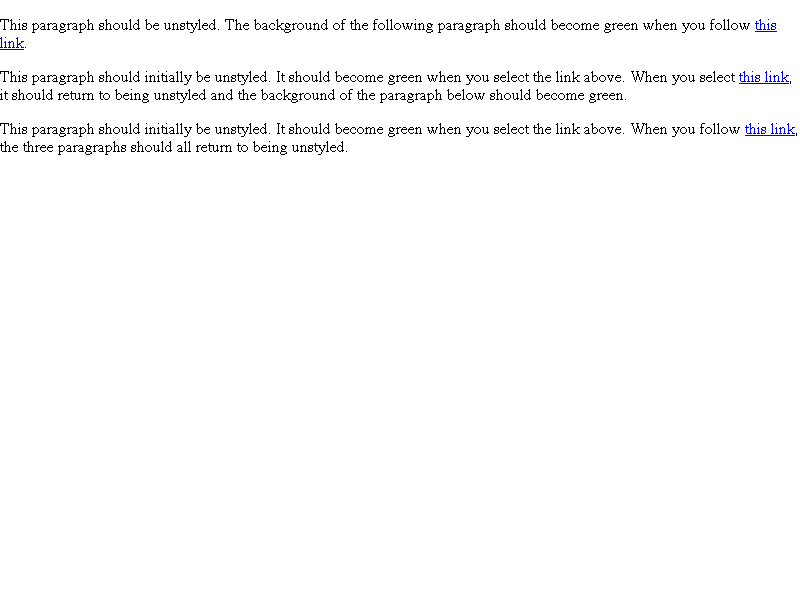 This paragraph should be unstyled. The background of the following paragraph should become green when you follow this
link.
This paragraph should initially be unstyled. It should become green when you select the link above. When you select this link,
it should return to being unstyled and the background of the paragraph below should become green.
This paragraph should initially be unstyled. It should become green when you select the link above. When you follow this link,
the three paragraphs should all return to being unstyled.